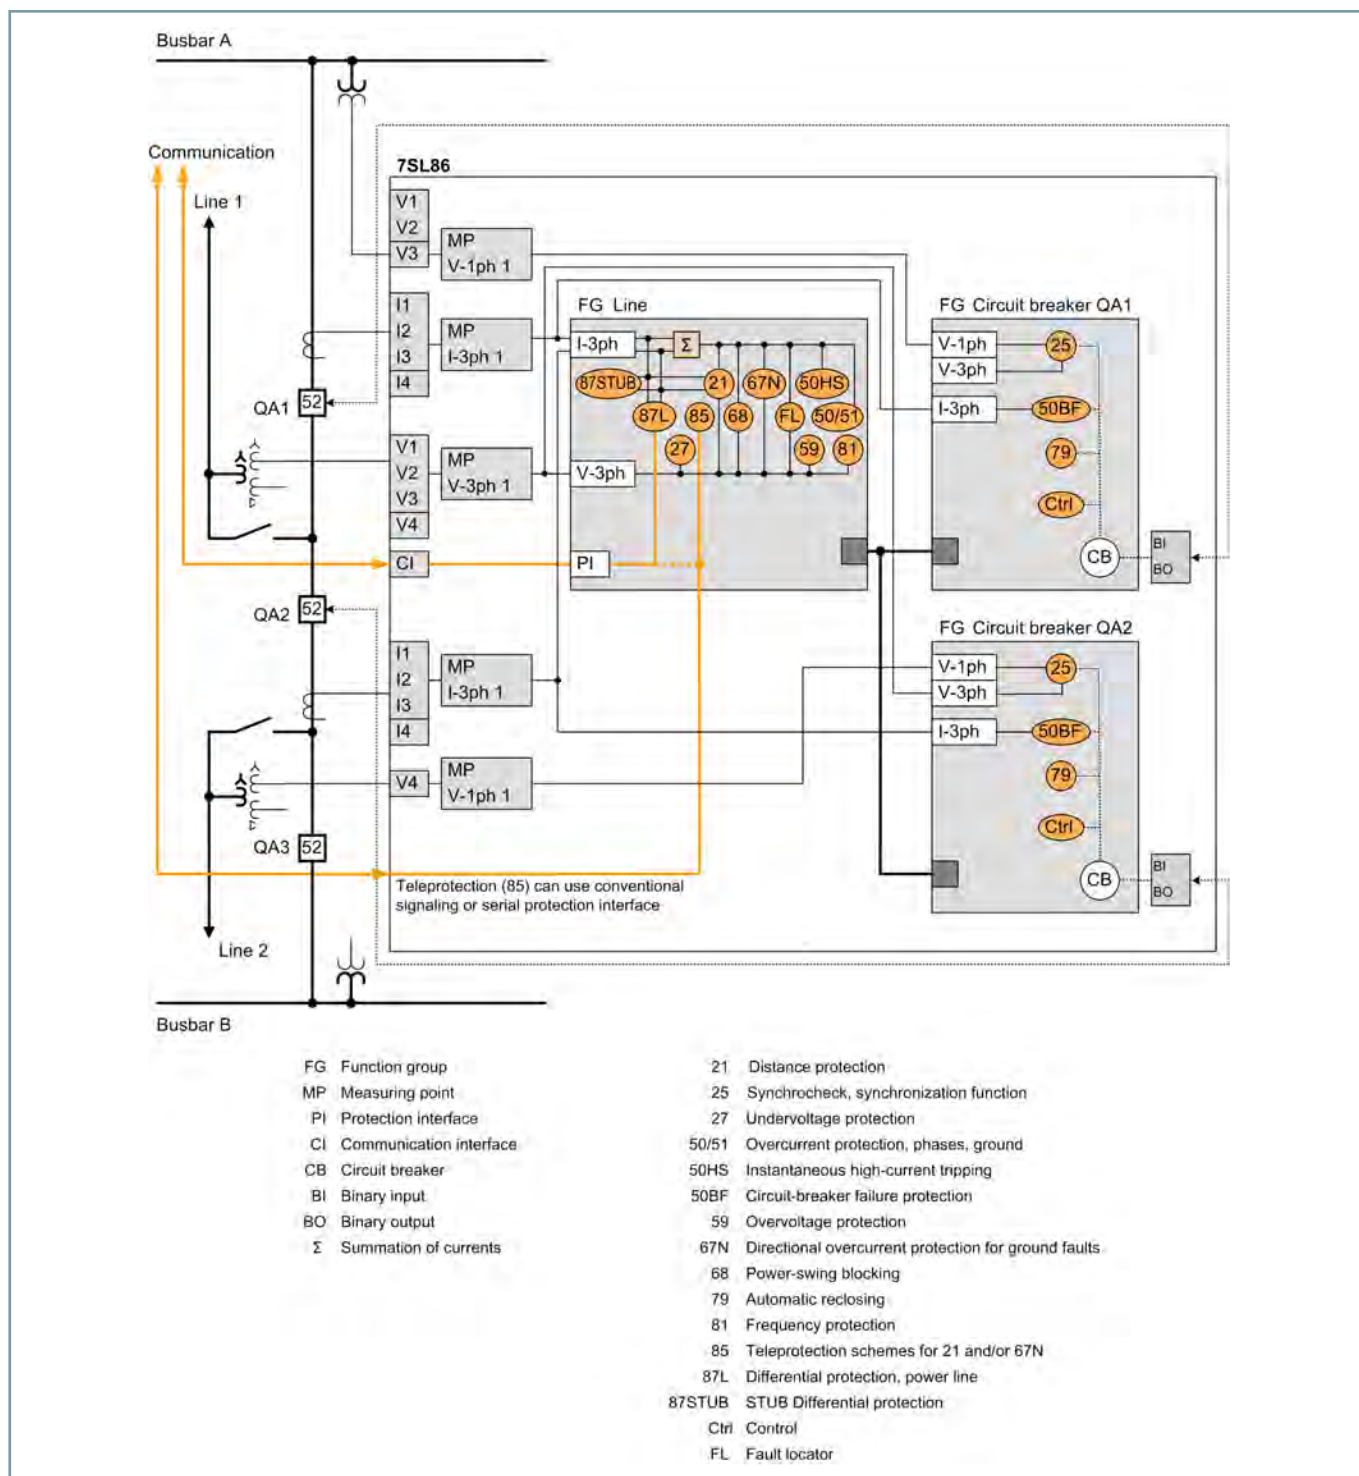 Busbar A
Communication
7SL86
Line 1
V1
V2
V3
MP
V-1ph 1
I1
I2
I3
I4
MP
I-3ph 1
FG Line
I-3ph
Σ
87STUB
21
67N
50HS
87L
85
68
FL
50/51
27
59
81
V-3ph
PI
FG Circuit breaker QA1
V-1ph
V-3ph
25
I-3ph
50BF
79
Ctrl
CB
BI
BO
QA1
52
V1
V2
V3
V4
MP
V-3ph 1
CI
QA2
52
I1
I2
I3
I4
MP
I-3ph 1
FG Circuit breaker QA2
V-1ph
V-3ph
25
I-3ph
50BF
79
Ctrl
CB
BI
BO
V4
MP
V-1ph 1
QA3
52
Teleprotection (85) can use conventional
signaling or serial protection interface
Line 2
Busbar B
FG Function group
MP Measuring point
PI Protection interface
CI Communication interface
CB Circuit breaker
BI Binary input
BO Binary output
Σ Summation of currents
21 Distance protection
25 Synchrocheck, synchronization function
27 Undervoltage protection
50/51 Overcurrent protection, phases, ground
50HS Instantaneous high-current tripping
50BF Circuit-breaker failure protection
59 Overvoltage protection
67N Directional overcurrent protection for ground faults
68 Power-swing blocking
79 Automatic reclosing
81 Frequency protection
85 Teleprotection schemes for 21 and/or 67N
87L Differential protection, power line
87STUB STUB Differential protection
Ctrl Control
FL Fault locator